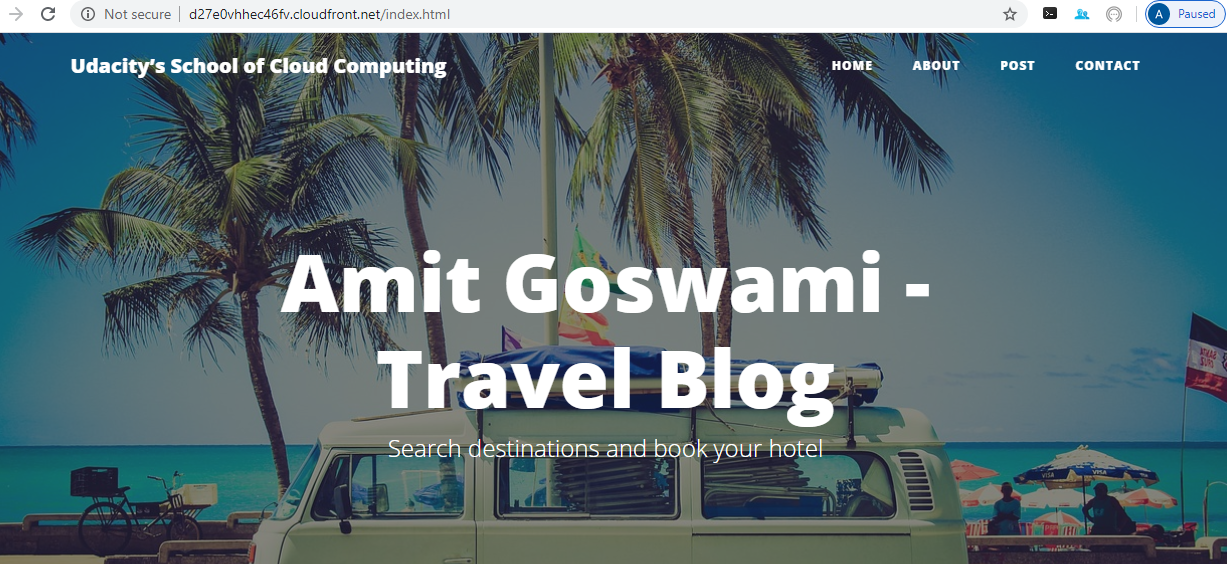 Not secure d27e0vhhec46fv.cloudfront.net/index.html A Paused
Udacity’s School of Cloud Computing HOME ABOUT POST CONTACT
Amit Goswami -
Travel Blog
Search destinations and book your hotel